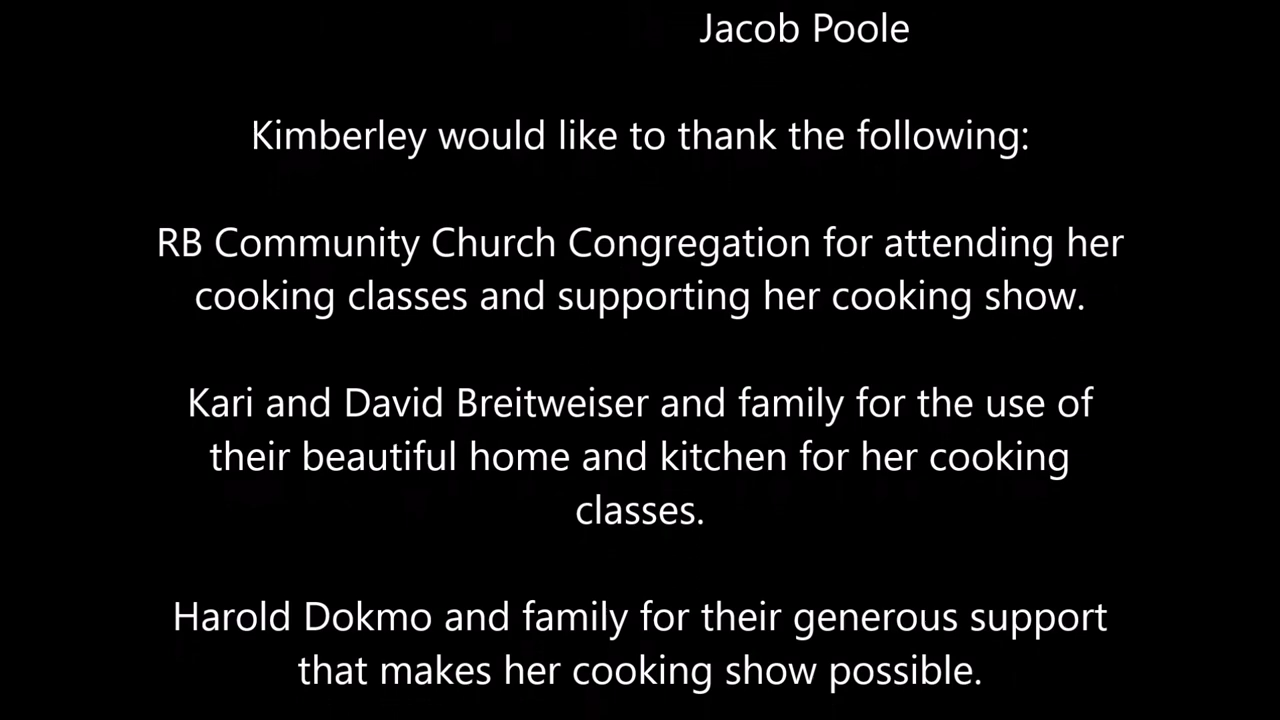 Jacob Poole
Kimberley would like to thank the following:
RB Community Church Congregation for attending her
cooking classes and supporting her cooking show.
Kari and David Breitweiser and family for the use of
their beautiful home and kitchen for her cooking
classes.
Harold Dokmo and family for their generous support
that makes her cooking show possible.